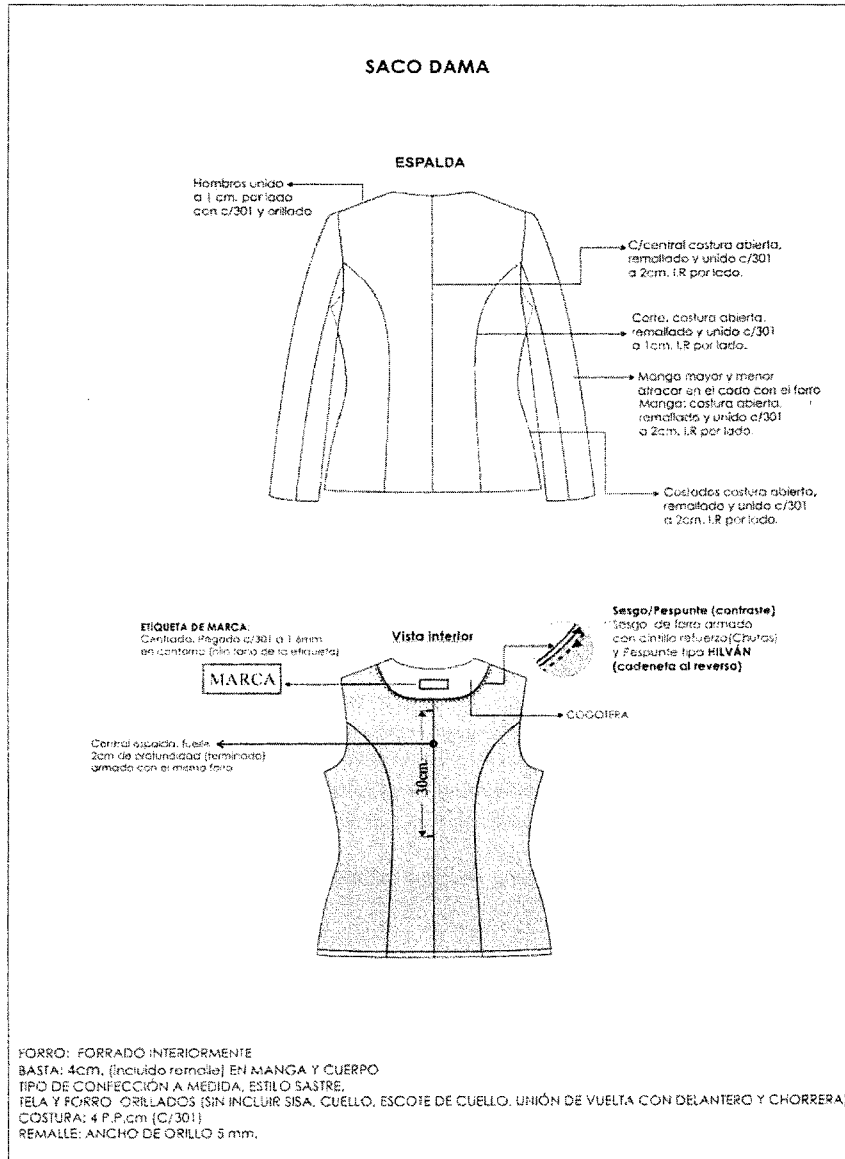 SACO DAMA
ESPALDA
Hombros unido
a 1 cm. por lado
con c/301 y orillado
C/central costura abierta,
remallado y unido c/301
a 2cm. I.R por lado.
Corte, costura abierta,
remallado y unido c/301
a 1cm. I.R por lado.
Manga mayor y menor
atracar en el codo con el forro
Manga: costura abierta,
remallado y unido c/301
a 2cm. I.R por lado.
Costados costura abierta,
remallado y unido c/301
a 2cm. I.R por lado.
ETIQUETA DE MARCA:
Centrado. Pegado c/301 a 1.6mm
en contorno (hilo tono de la etiqueta)
MARCA
Vista interior
Sesgo/Pespunte (contraste)
Sesgo de forro armado
con cintilla refuerzo(Chutas)
y Pespunte tipo HILVÁN
(cadeneta al reverso)
COGOTERA
Central espalda, fuelle
2cm de profundidad (terminado)
armado con el mismo forro
30cm.
FORRO: FORRADO INTERIORMENTE
BASTA: 4cm. (incluido remalle) EN MANGA Y CUERPO
TIPO DE CONFECCIÓN A MEDIDA, ESTILO SASTRE.
TELA Y FORRO ORILLADOS (SIN INCLUIR SISA, CUELLO, ESCOTE DE CUELLO, UNIÓN DE VUELTA CON DELANTERO Y CHORRERA)
COSTURA: 4 P.P.cm (C/301)
REMALLE: ANCHO DE ORILLO 5 mm.